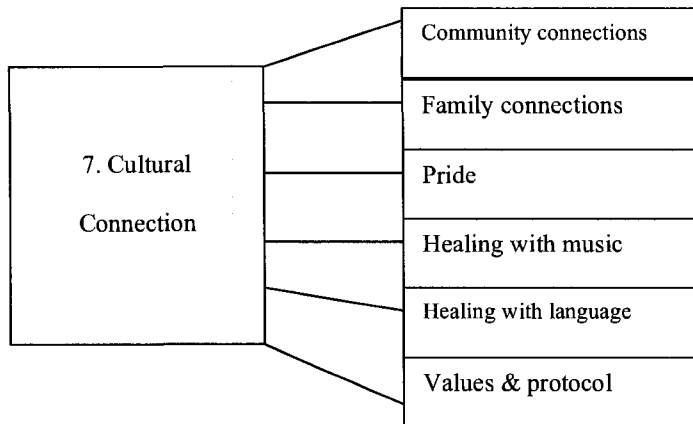 7. Cultural
Connection
Community connections
Family connections
Pride
Healing with music
Healing with language
Values & protocol